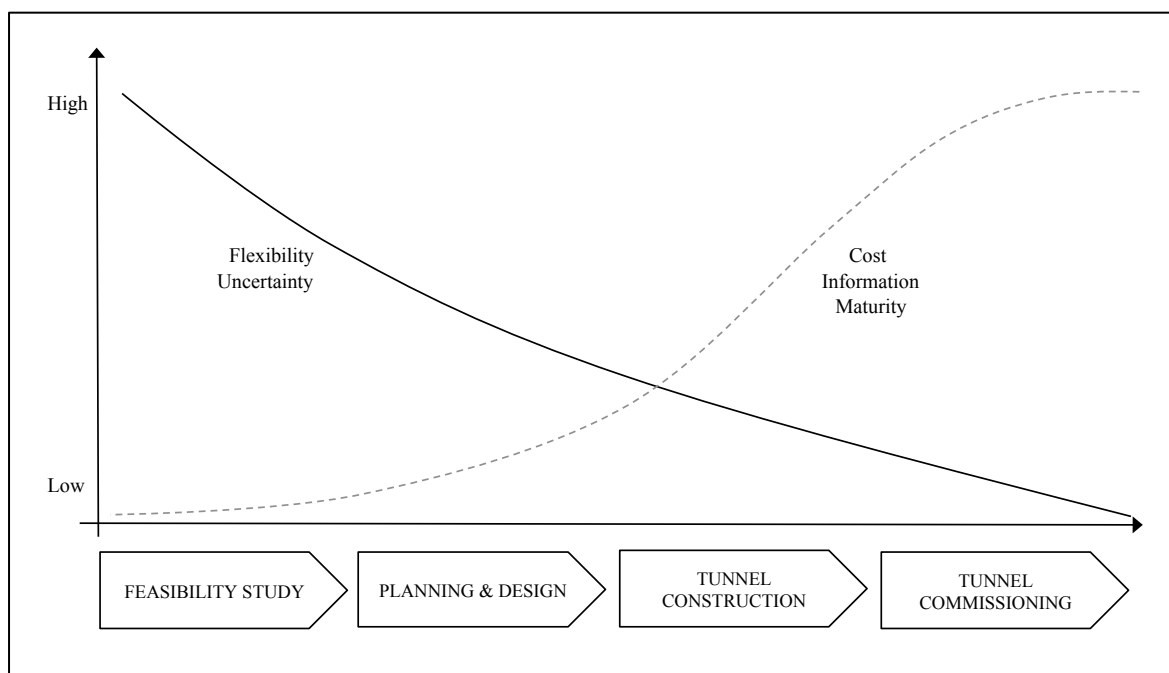 High
Flexibility
Uncertainty
Cost
Information
Maturity
Low
FEASIBILITY STUDY
PLANNING & DESIGN
TUNNEL
CONSTRUCTION
TUNNEL
COMMISSIONING